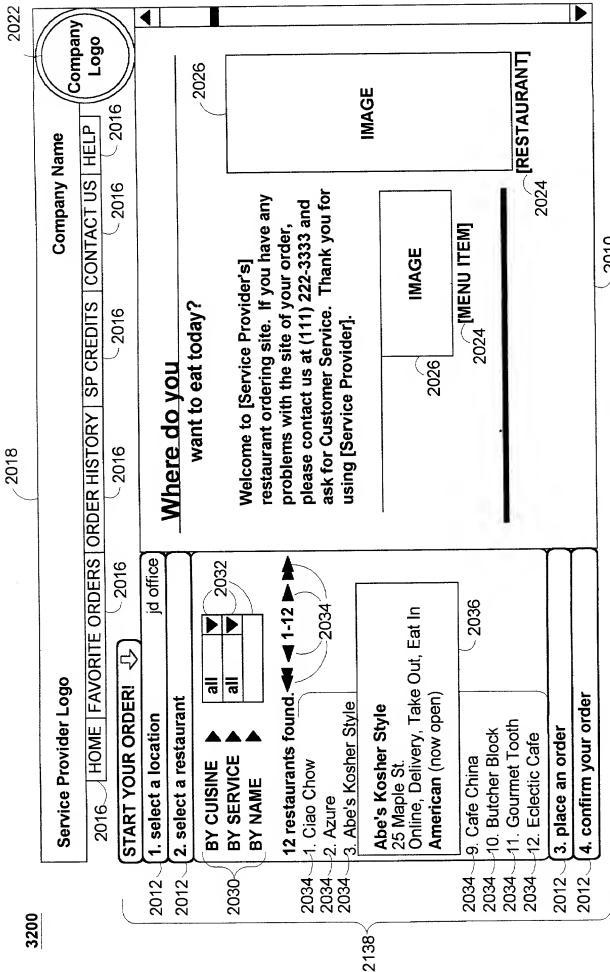 3200
2018
2022
Service Provider Logo
Company Name
Company Logo
HOME FAVORITE ORDERS ORDER HISTORY SP CREDITS CONTACT US HELP
2016
2016
2016
2016
2016
2016
START YOUR ORDER!
2012
1. select a location
jd office
2012
2. select a restaurant
2030
BY CUISINE
all
BY SERVICE
all
BY NAME
2032
12 restaurants found.
1-12
2034
2034
1. Ciao Chow
2034
2. Azure
2034
3. Abe's Kosher Style
Abe's Kosher Style
25 Maple St.
Online, Delivery, Take Out, Eat In
American (now open)
2036
2034
9. Cafe China
2034
10. Butcher Block
2034
11. Gourmet Tooth
2034
12. Eclectic Cafe
2012
3. place an order
2012
4. confirm your order
2138
Where do you
want to eat today?
Welcome to [Service Provider's]
restaurant ordering site. If you have any
problems with the site of your order,
please contact us at (111) 222-3333 and
ask for Customer Service. Thank you for
using [Service Provider].
2026
IMAGE
[RESTAURANT]
2024
IMAGE
2026
[MENU ITEM]
2024
2010